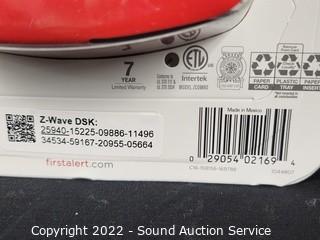 7
YEAR
Limited Warranty
ETL
Intertek
PAPER
CARD
PLASTIC
TRAY
PAPER
INSERT
Z-Wave DSK:
25940-15225-09886-11496
34534-59167-20955-05664
firstalert.com
Made in Mexico
0 29054 02169 4
Copyright 2022 - Sound Auction Service